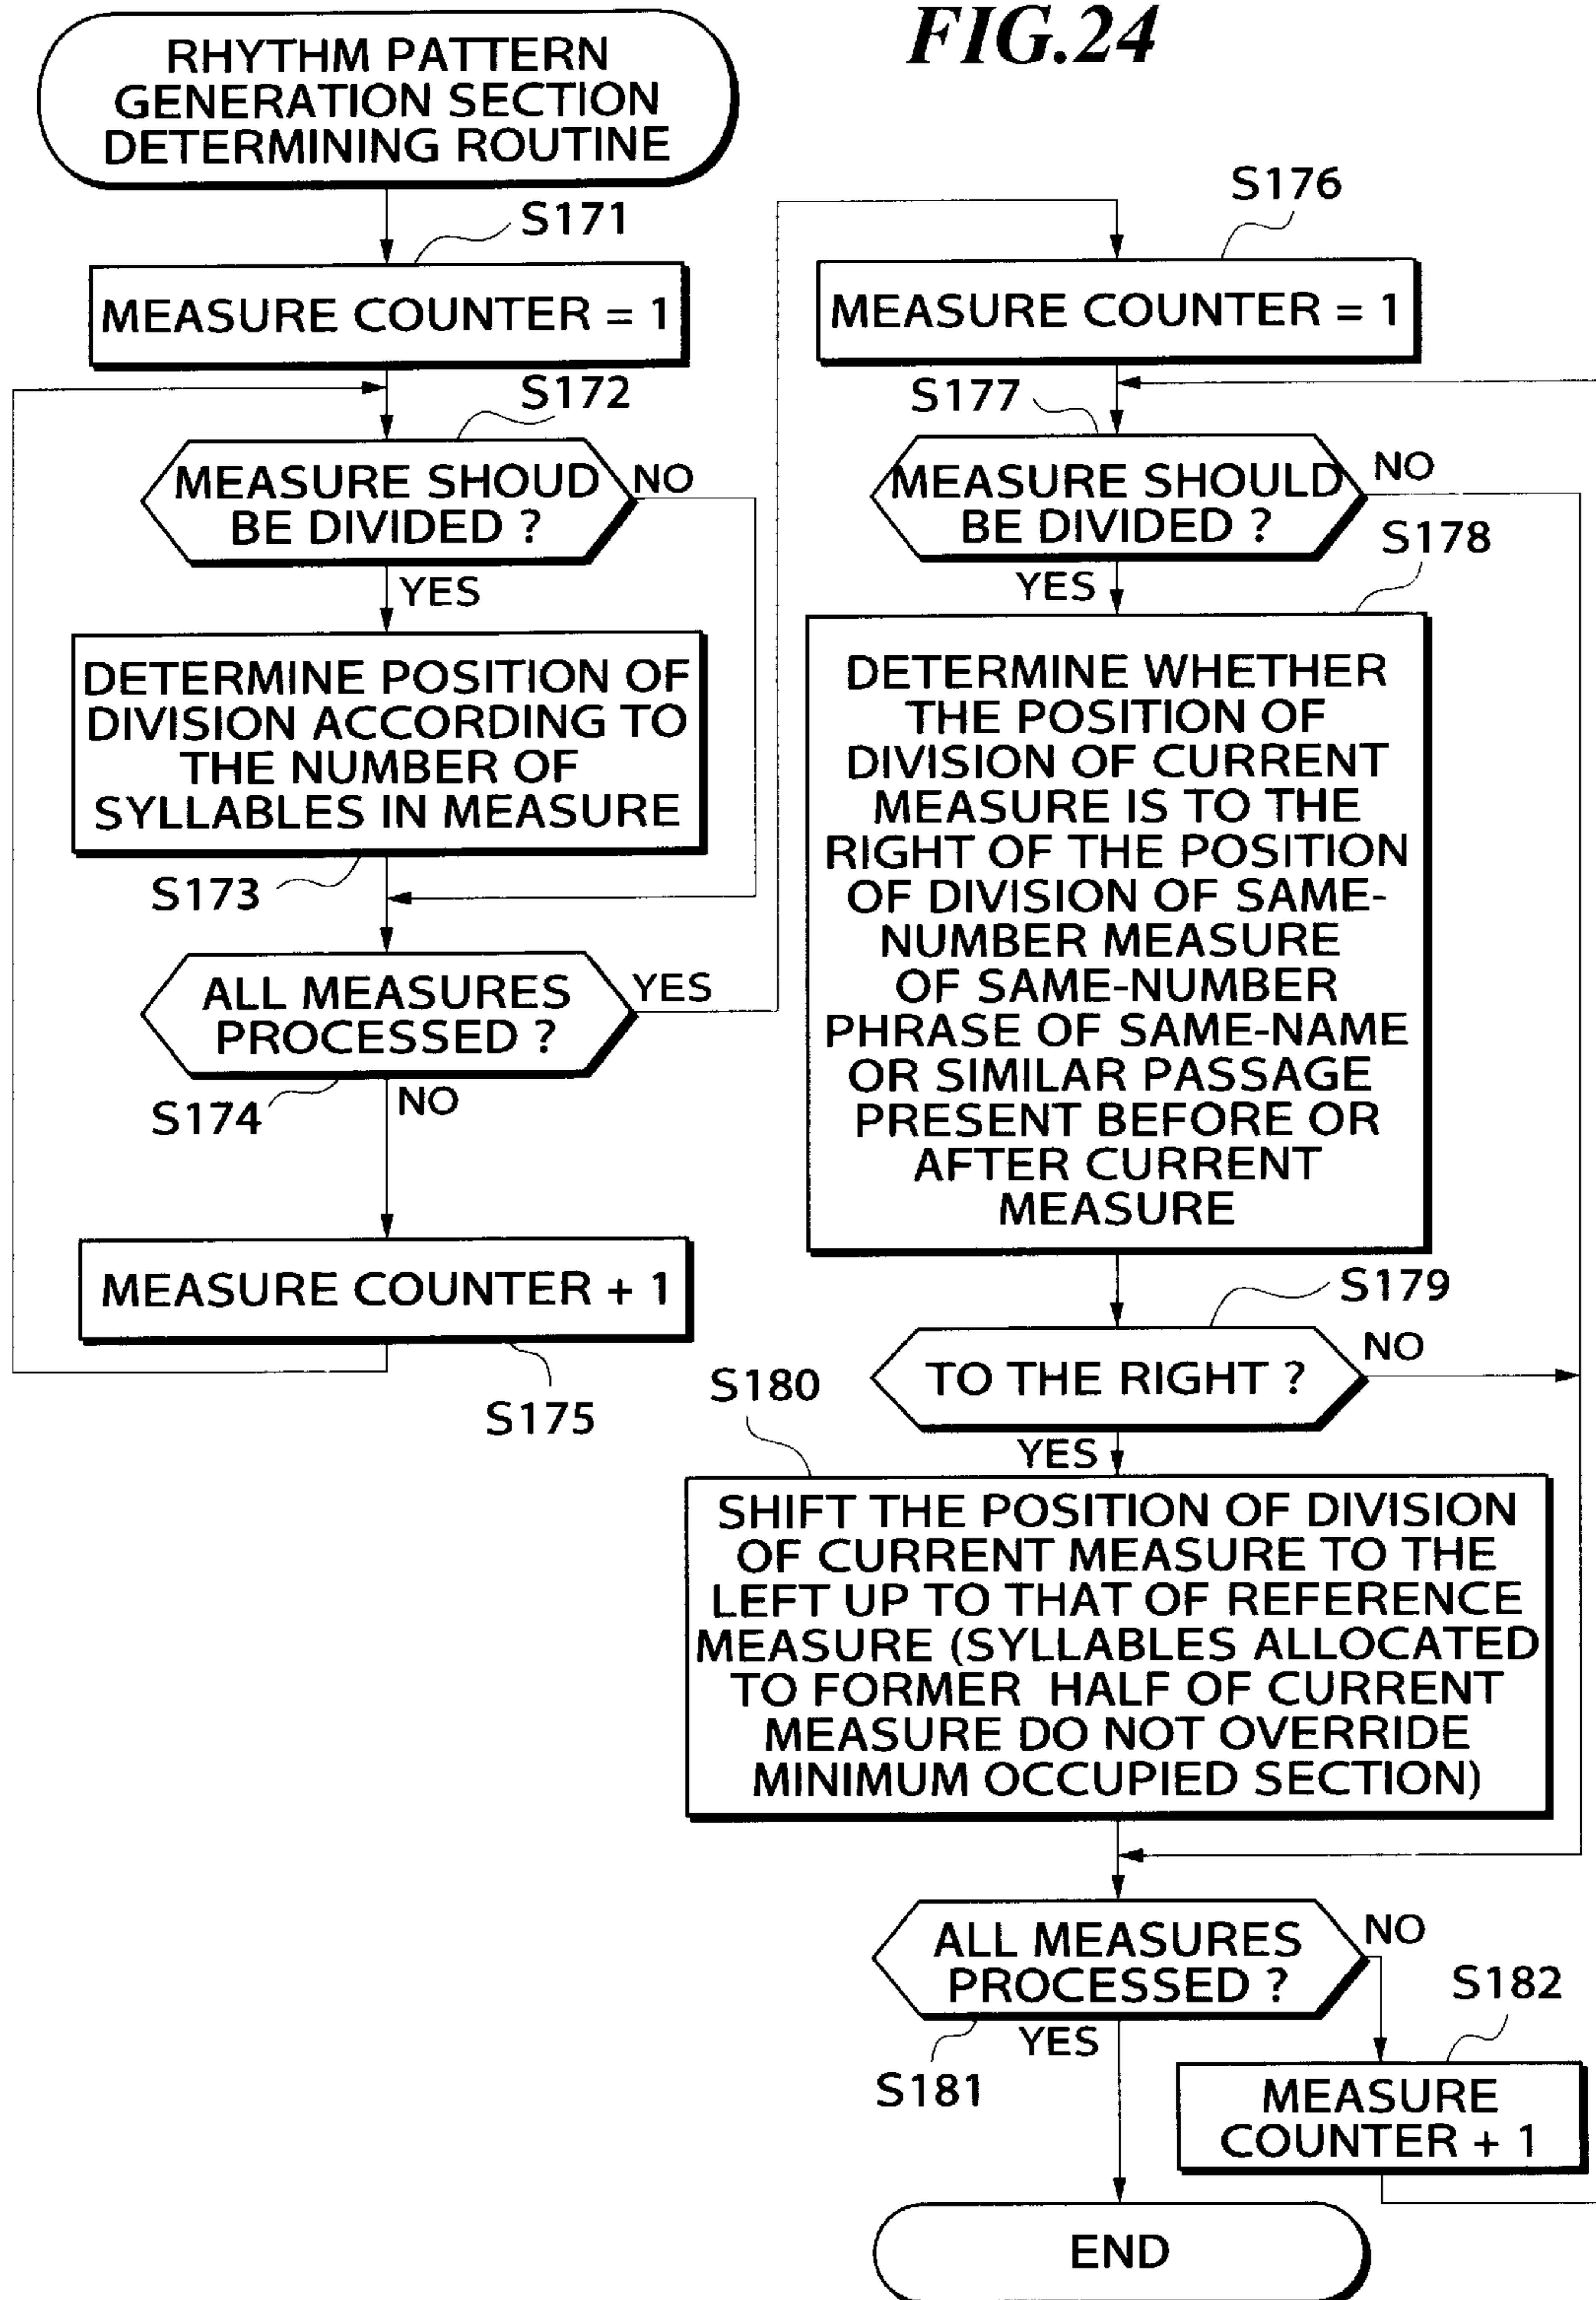 FIG.24
RHYTHM PATTERN
GENERATION SECTION
DETERMINING ROUTINE
S171
MEASURE COUNTER = 1
S172
MEASURE SHOUD
BE DIVIDED ?
NO
YES
DETERMINE POSITION OF
DIVISION ACCORDING TO
THE NUMBER OF
SYLLABLES IN MEASURE
S173
ALL MEASURES
PROCESSED ?
YES
S174
NO
MEASURE COUNTER + 1
S175
S176
MEASURE COUNTER = 1
S177
MEASURE SHOULD
BE DIVIDED ?
NO
YES
S178
DETERMINE WHETHER
THE POSITION OF
DIVISION OF CURRENT
MEASURE IS TO THE
RIGHT OF THE POSITION
OF DIVISION OF SAME-
NUMBER MEASURE
OF SAME-NUMBER
PHRASE OF SAME-NAME
OR SIMILAR PASSAGE
PRESENT BEFORE OR
AFTER CURRENT
MEASURE
S179
TO THE RIGHT ?
NO
YES
S180
SHIFT THE POSITION OF DIVISION
OF CURRENT MEASURE TO THE
LEFT UP TO THAT OF REFERENCE
MEASURE (SYLLABLES ALLOCATED
TO FORMER HALF OF CURRENT
MEASURE DO NOT OVERRIDE
MINIMUM OCCUPIED SECTION)
ALL MEASURES
PROCESSED ?
NO
S181
YES
S182
MEASURE
COUNTER + 1
END